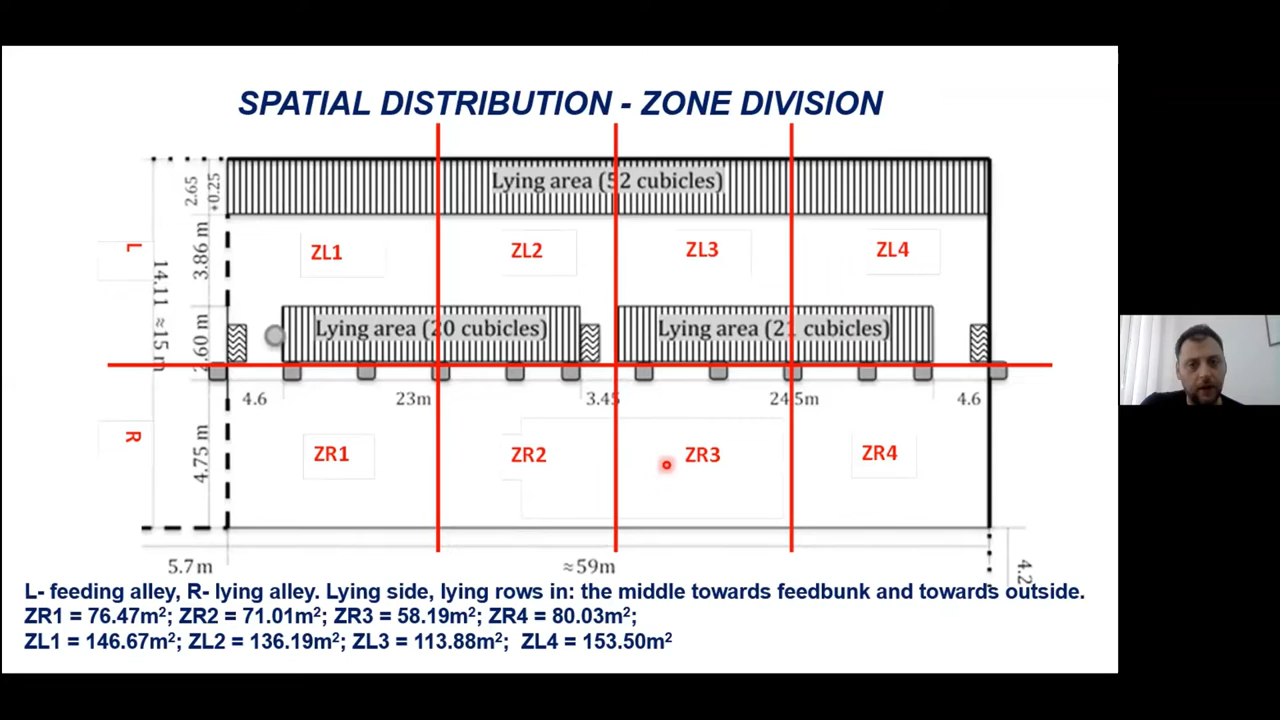 SPATIAL DISTRIBUTION - ZONE DIVISION
Lying area (52 cubicles)
2.65
+0.25
L
ZL1
ZL2
ZL3
ZL4
3.86 m
14.11 ≈15 m
Lying area (20 cubicles)
Lying area (21 cubicles)
2.60 m
4.6
23m
3.45
24.5m
4.6
R
ZR1
ZR2
ZR3
ZR4
4.75 m
5.7m
≈59m
L- feeding alley, R- lying alley. Lying side, lying rows in: the middle towards feedbunk and towards outside.
ZR1 = 76.47m²; ZR2 = 71.01m²; ZR3 = 58.19m²; ZR4 = 80.03m²;
ZL1 = 146.67m²; ZL2 = 136.19m²; ZL3 = 113.88m²; ZL4 = 153.50m²